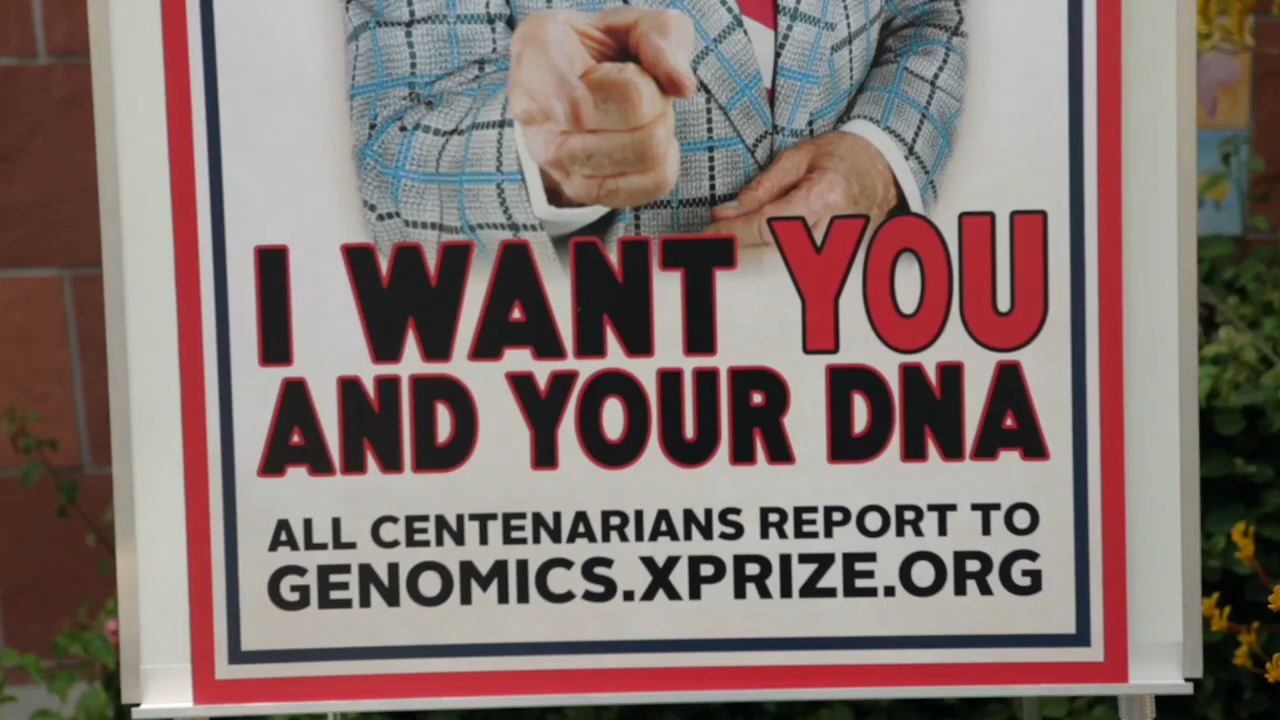 I WANT YOU
AND YOUR DNA
ALL CENTENARIANS REPORT TO
GENOMICS.XPRIZE.ORG